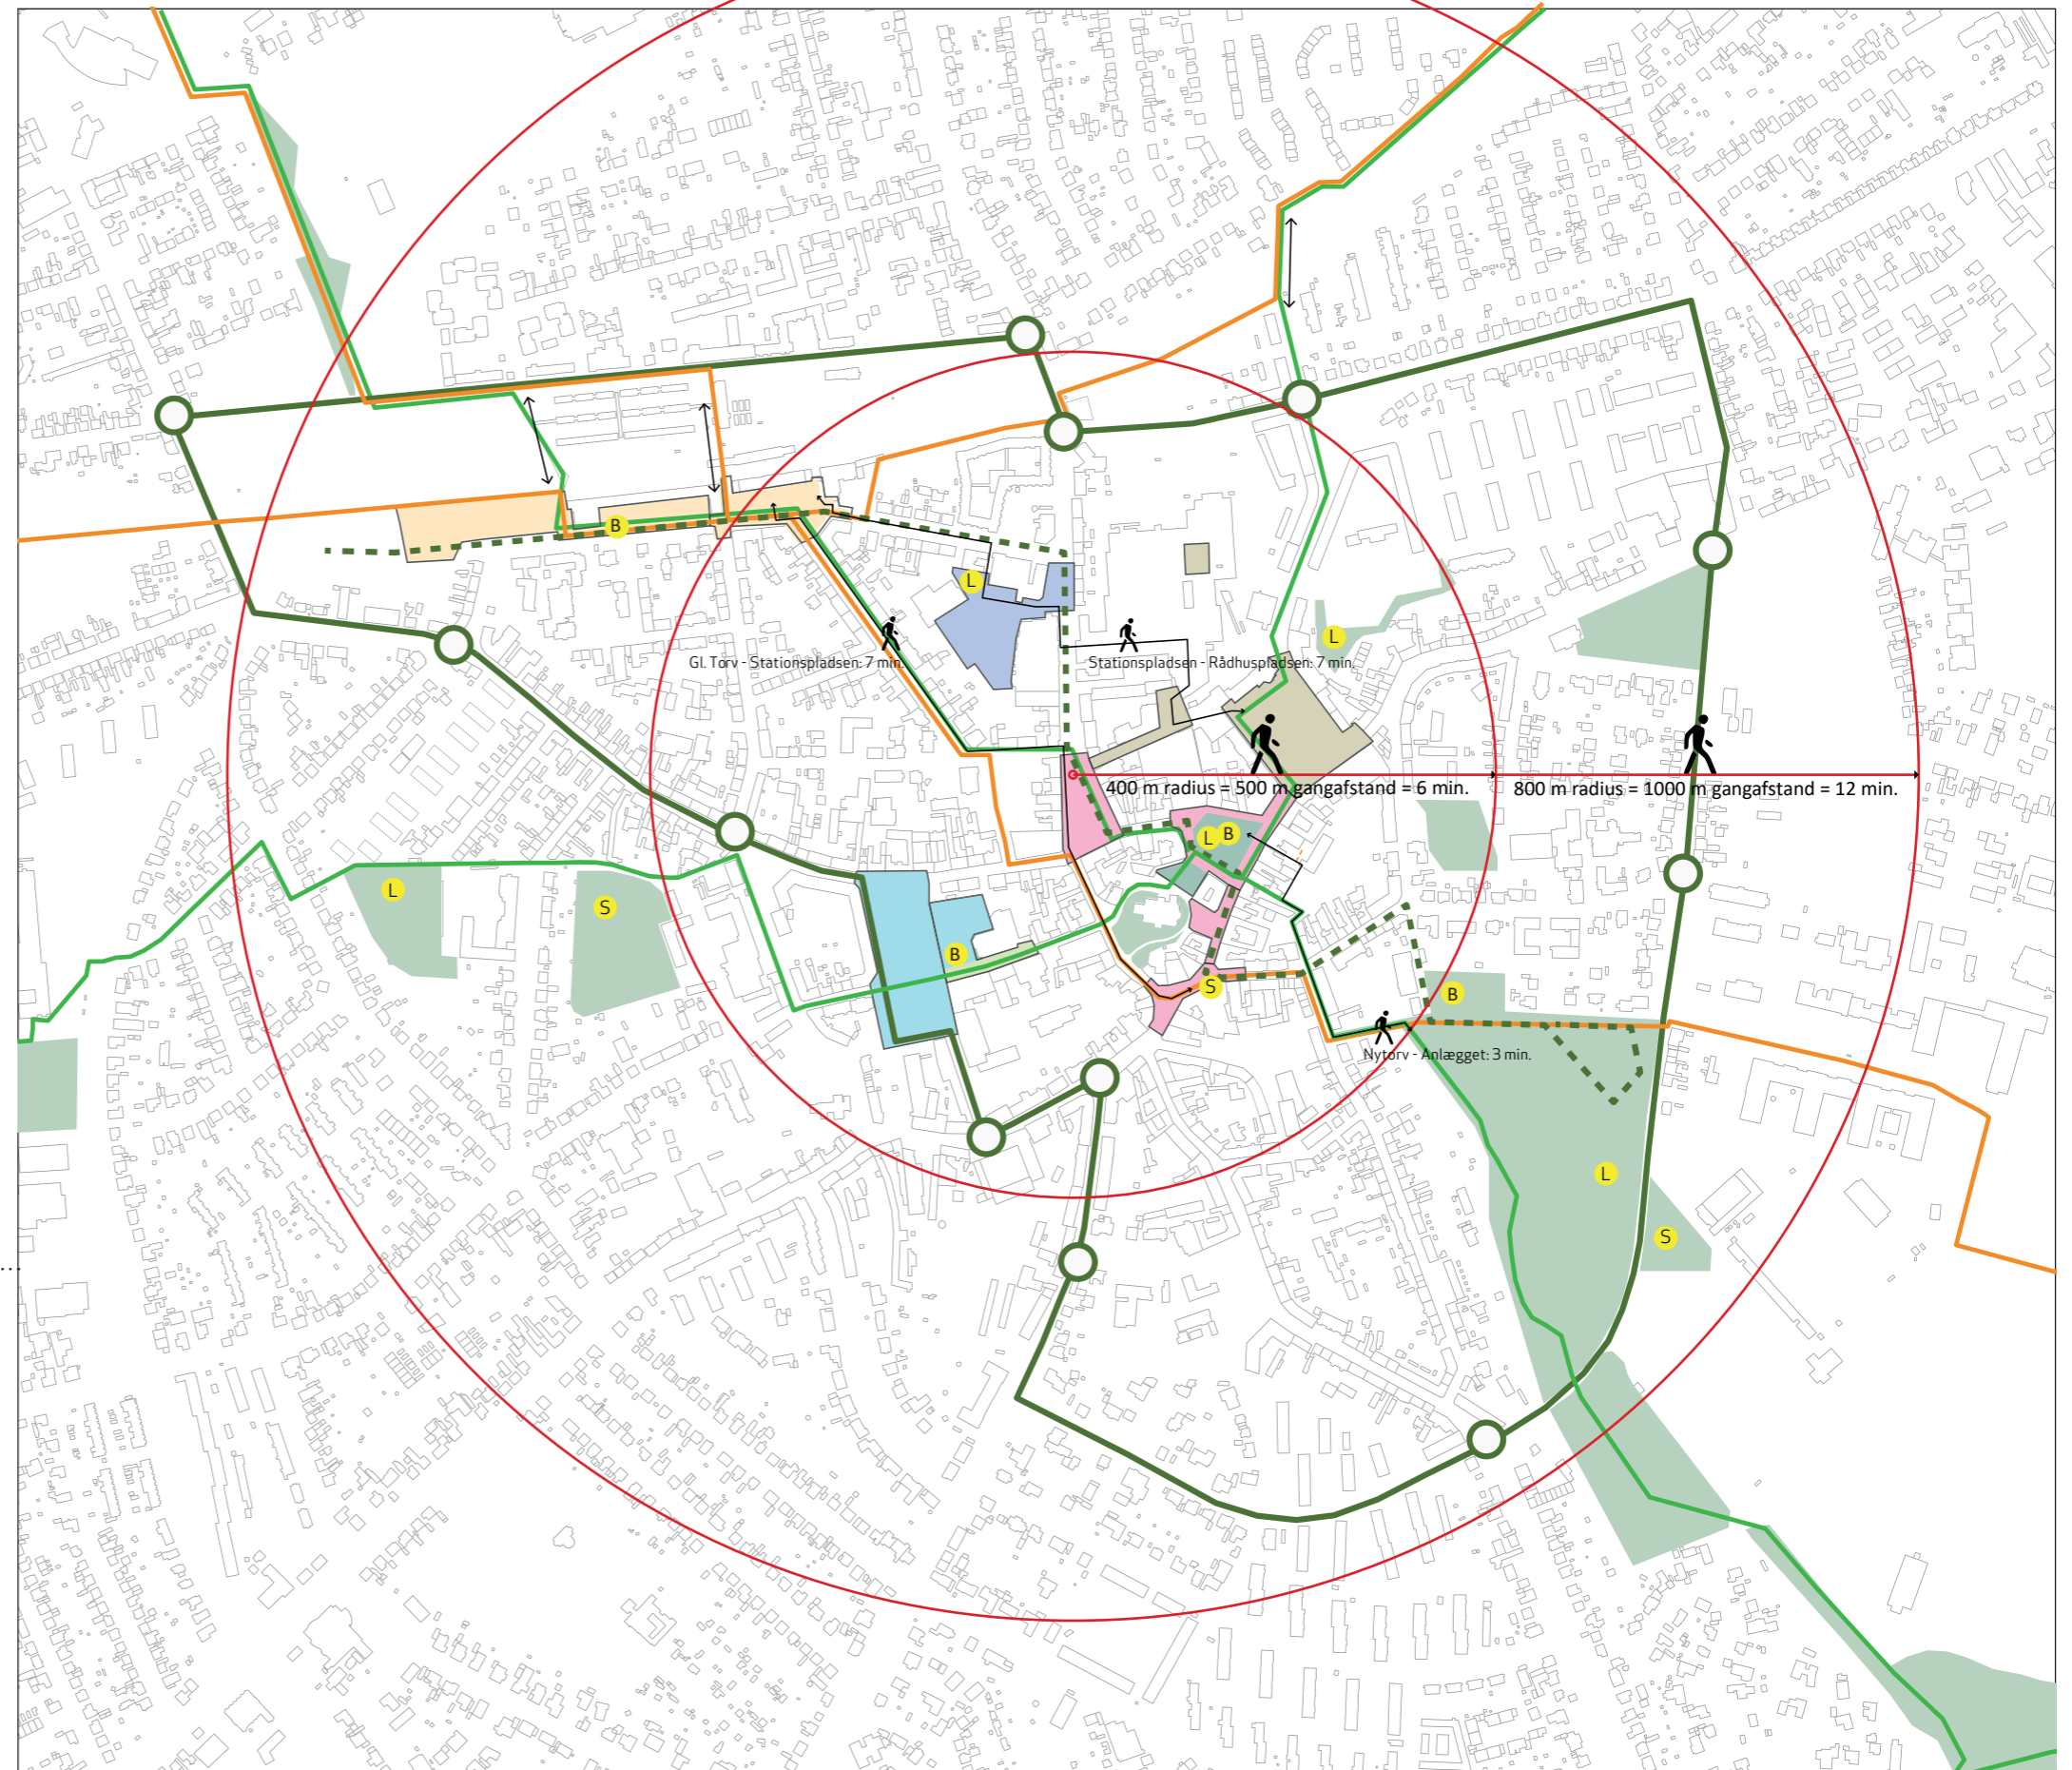 B
L
L
Gl. Torv - Stationspladsen: 7 min.
Stationspladsen - Rådhuspladsen: 7 min.
400 m radius = 500 m gangafstand = 6 min.
800 m radius = 1000 m gangafstand = 12 min.
L B
L
S
B
S
B
Nytorv - Anlægget: 3 min.
L
S